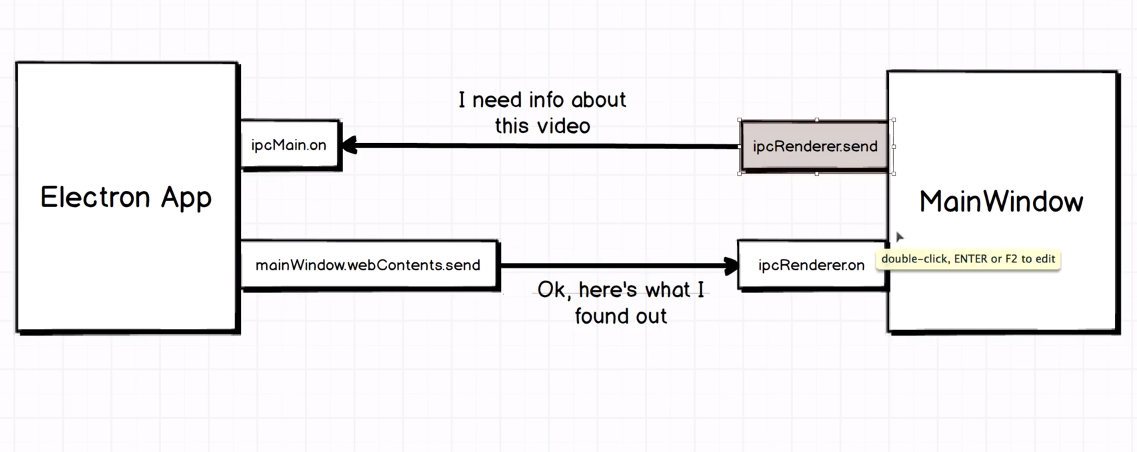 I need info about
this video
ipcMain.on
ipcRenderer.send
Electron App
MainWindow
mainWindow.webContents.send
ipcRenderer.on
double-click, ENTER or F2 to edit
Ok, here's what I
found out